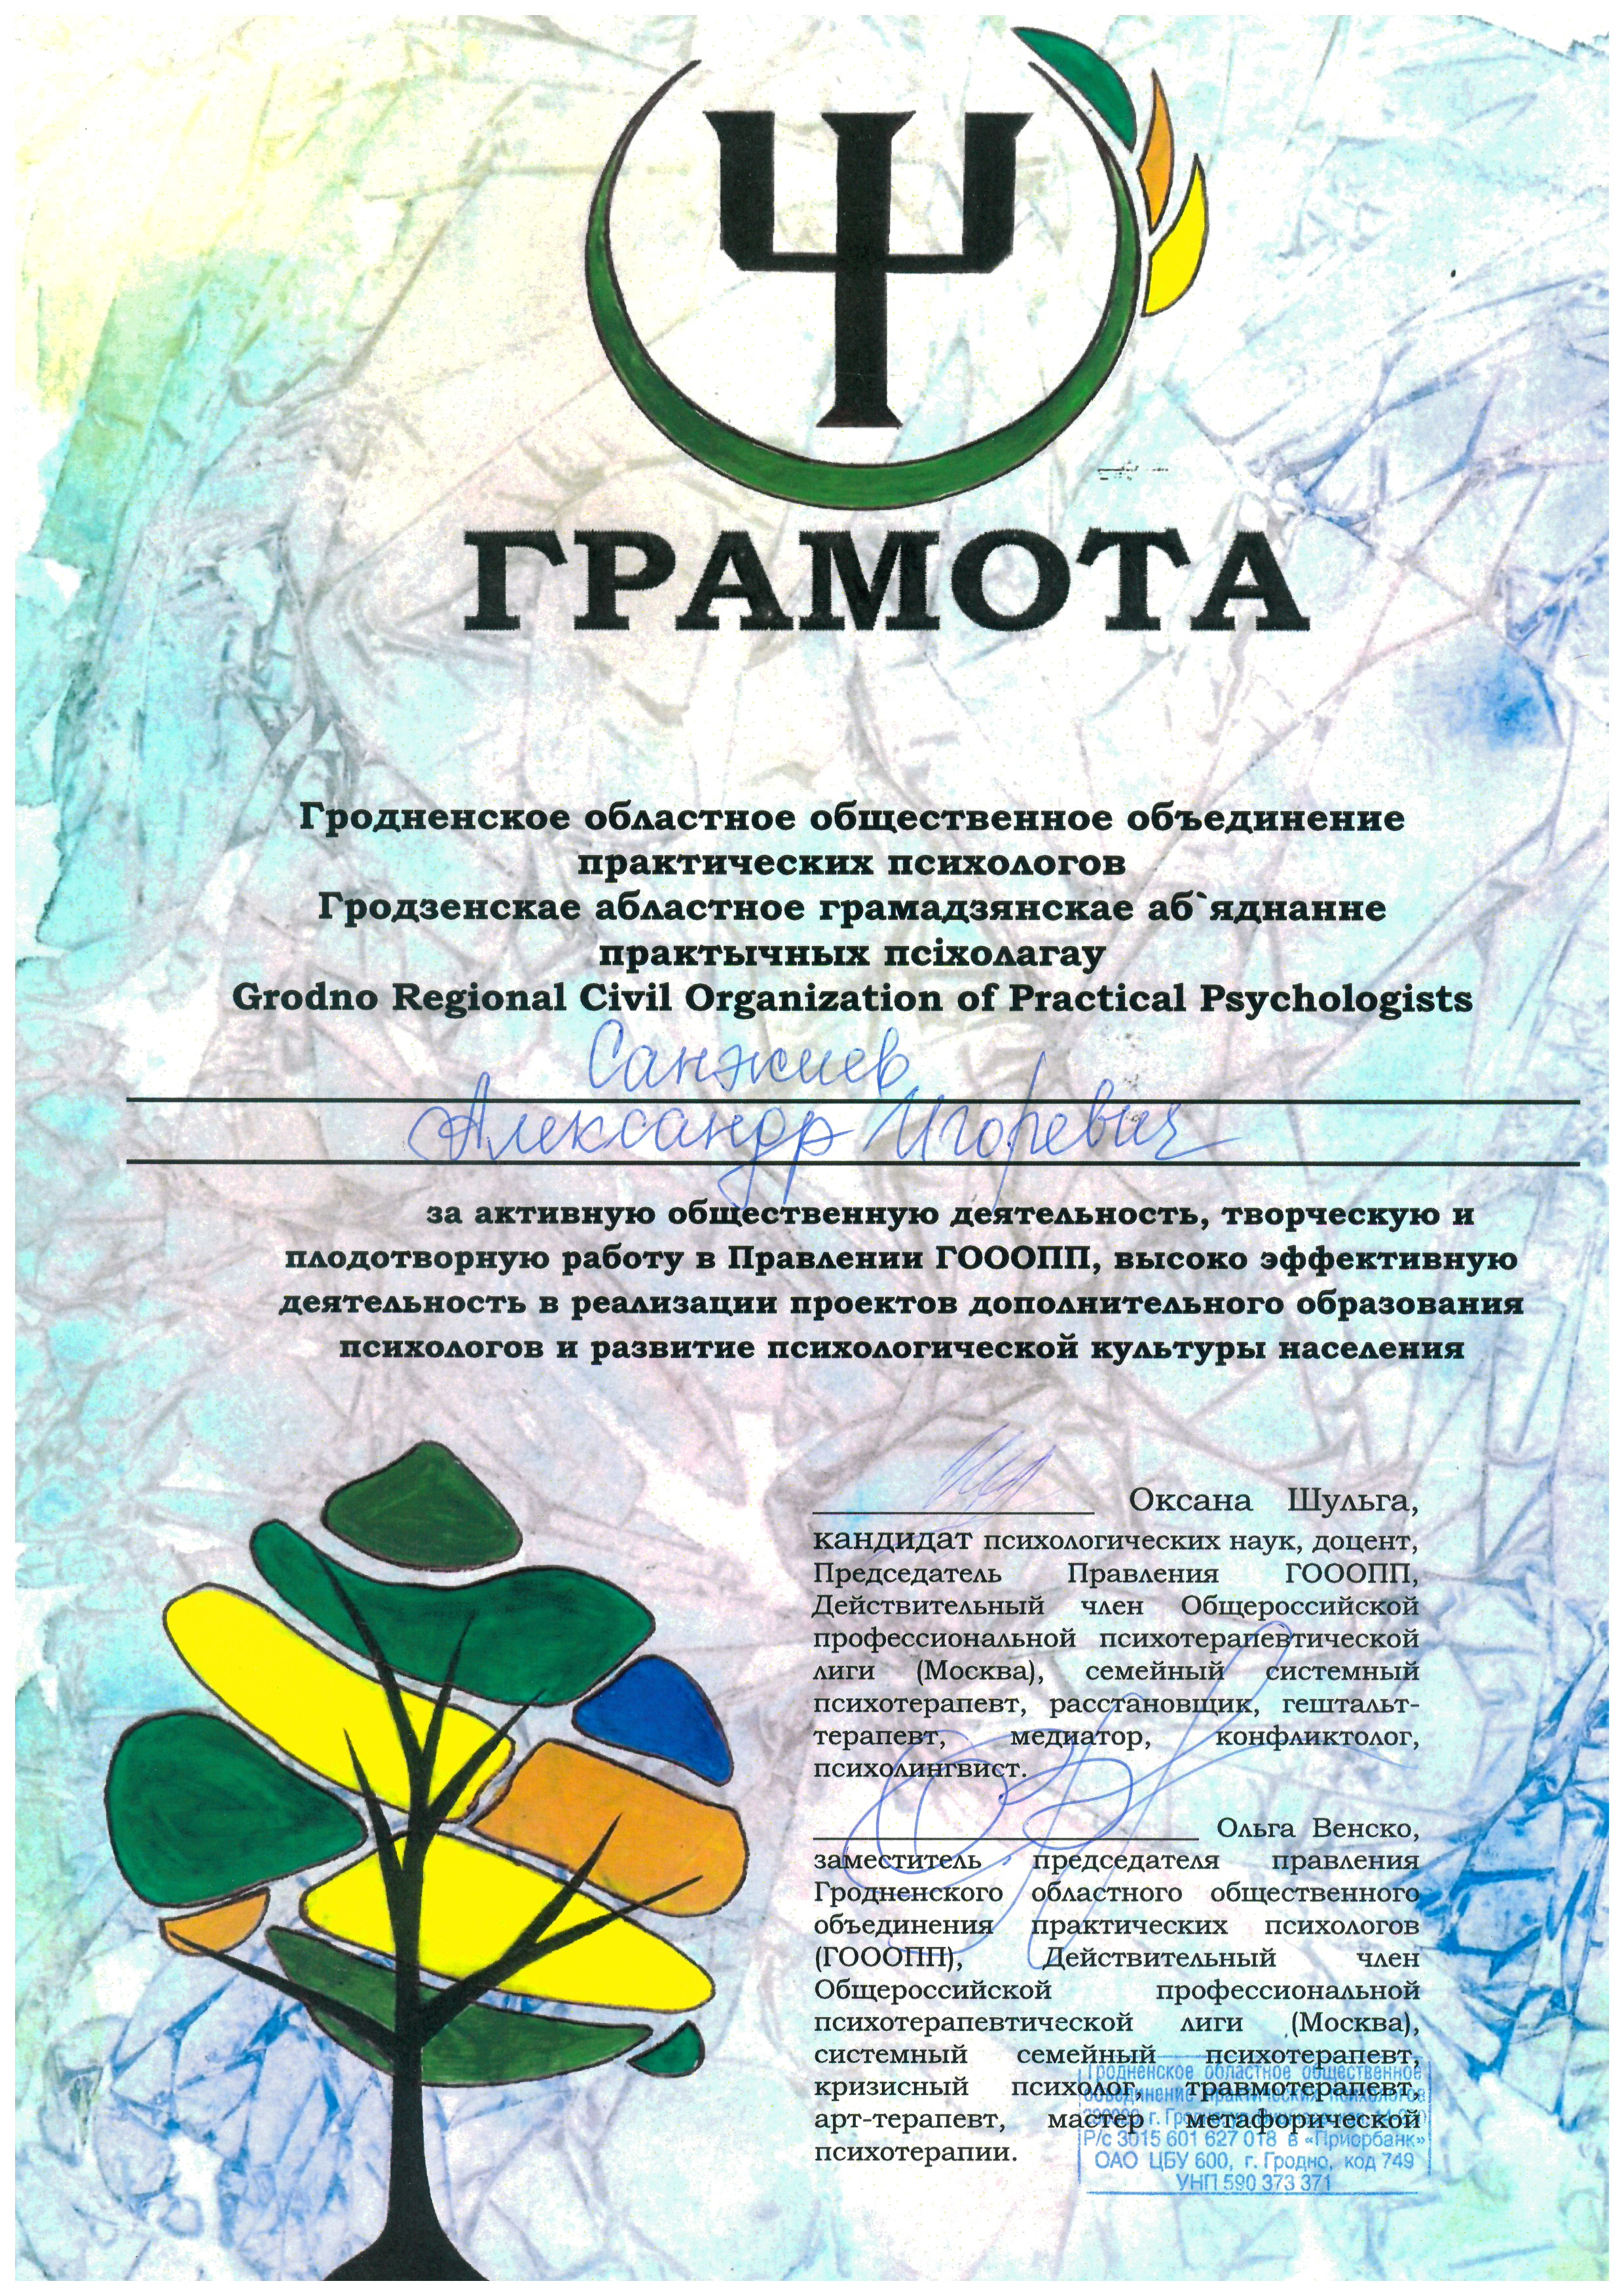 Ψ
ГРАМОТА
Гродненское областное общественное объединение
практических психологов
Гродзенскае абластное грамадзянскае аб`яднанне
практычных псіхолагау
Grodno Regional Civil Organization of Practical Psychologists
Санжиев
Александр Игоревич
за активную общественную деятельность, творческую и
плодотворную работу в Правлении ГОООПП, высоко эффективную
деятельность в реализации проектов дополнительного образования
психологов и развитие психологической культуры населения
Оксана Шульга,
кандидат психологических наук, доцент,
Председатель Правления ГОООПП,
Действительный член Общероссийской
профессиональной психотерапевтической
лиги (Москва), семейный системный
психотерапевт, расстановщик, гештальт-
терапевт, медиатор, конфликтолог,
психолингвист.
Ольга Венско,
заместитель председателя правления
Гродненского областного общественного
объединения практических психологов
(ГОООПП), Действительный член
Общероссийской профессиональной
психотерапевтической лиги (Москва),
системный семейный психотерапевт,
кризисный психолог, травмотерапевт,
арт-терапевт, мастер метафорической
психотерапии.
Гродненское областное общественное
объединение практических психологов
г.
Р/с 3015 601 627 018 в «Приорбанк»
ОАО ЦБУ 600, г. Гродно, код 749
УНП 590 373 371